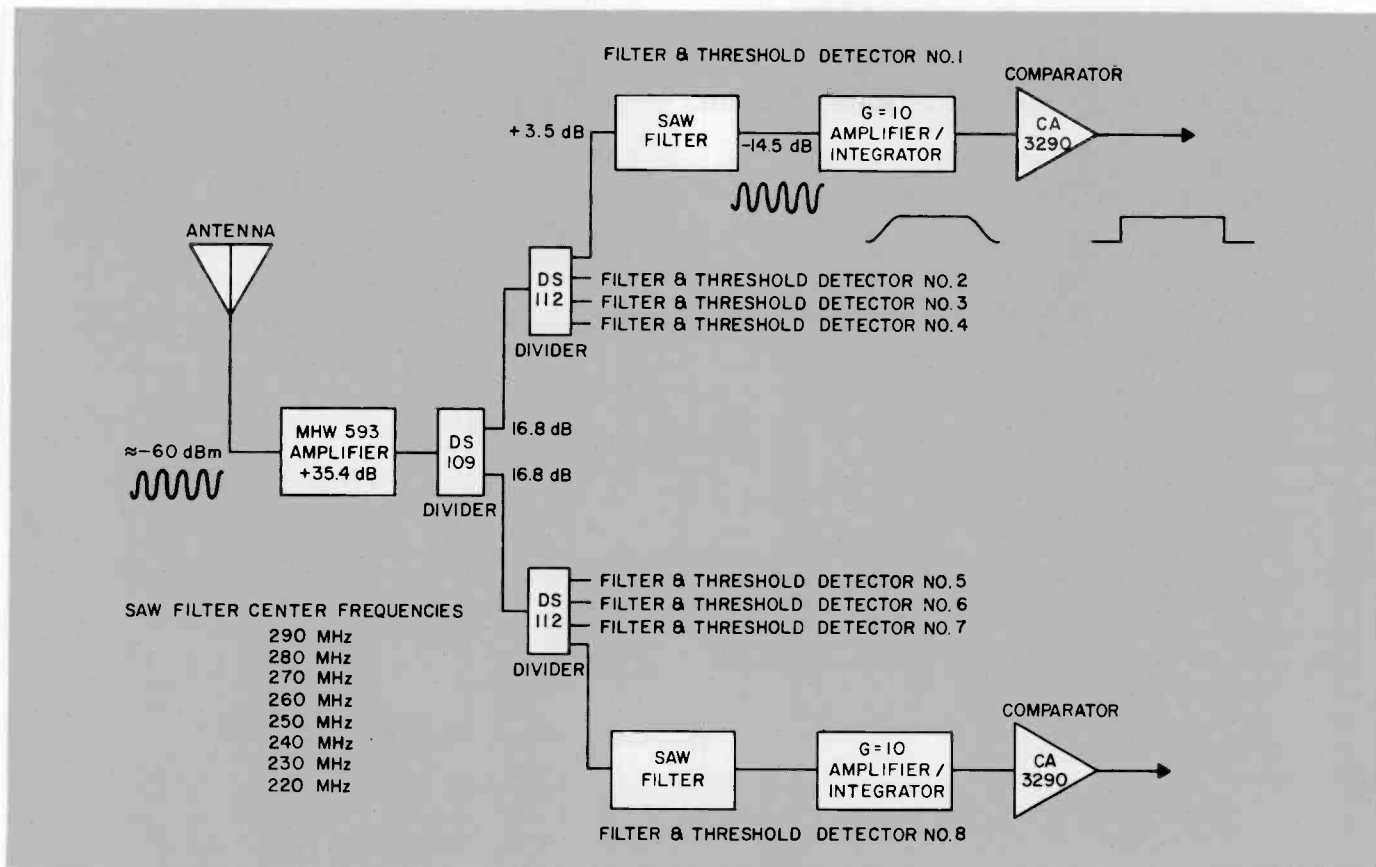 FILTER & THRESHOLD DETECTOR NO.1
COMPARATOR
+3.5 dB
SAW
FILTER
-14.5 dB
G=10
AMPLIFIER /
INTEGRATOR
CA
3290
ANTENNA
DS
112
DIVIDER
FILTER & THRESHOLD DETECTOR NO.2
FILTER & THRESHOLD DETECTOR NO.3
FILTER & THRESHOLD DETECTOR NO.4
≈-60 dBm
MHW 593
AMPLIFIER
+35.4 dB
DS
109
DIVIDER
16.8 dB
16.8 dB
DS
112
DIVIDER
FILTER & THRESHOLD DETECTOR NO.5
FILTER & THRESHOLD DETECTOR NO.6
FILTER & THRESHOLD DETECTOR NO.7
SAW FILTER CENTER FREQUENCIES
290 MHz
280 MHz
270 MHz
260 MHz
250 MHz
240 MHz
230 MHz
220 MHz
COMPARATOR
SAW
FILTER
G=10
AMPLIFIER /
INTEGRATOR
CA
3290
FILTER & THRESHOLD DETECTOR NO.8